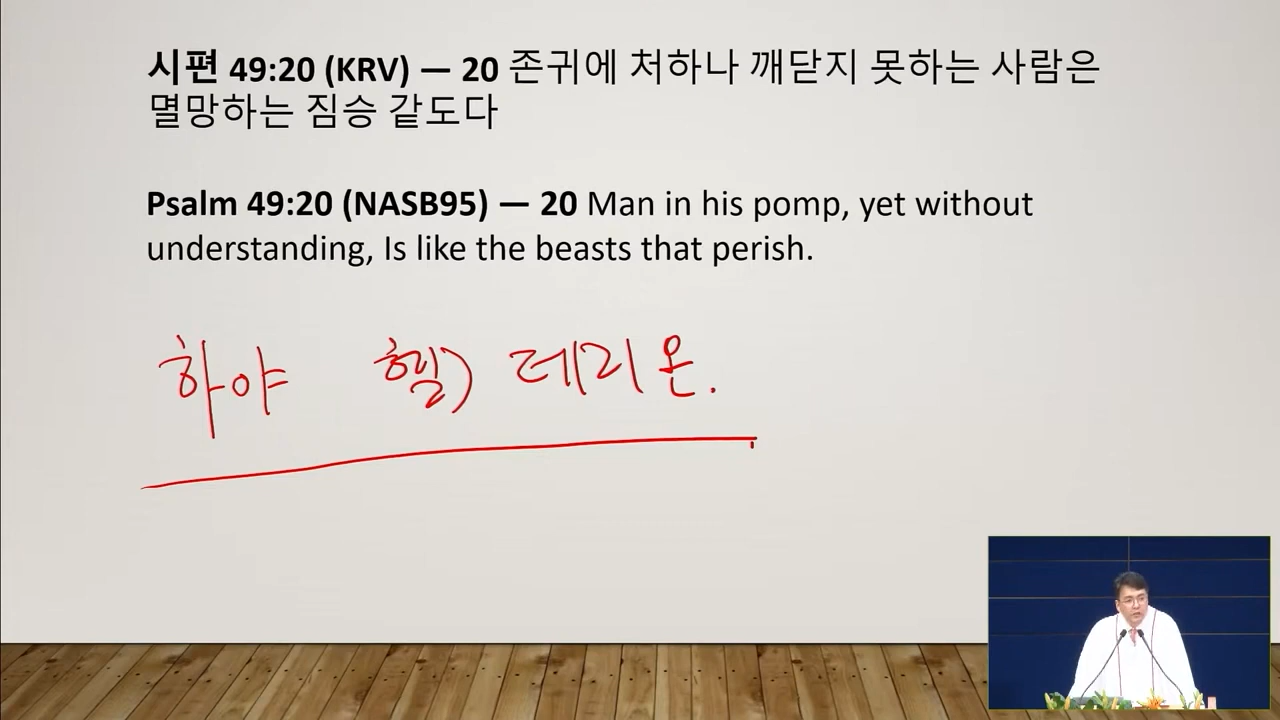 시편 49:20 (KRV) — 20 존귀에 처하나 깨닫지 못하는 사람은
멸망하는 짐승 같도다
Psalm 49:20 (NASB95) — 20 Man in his pomp, yet without
understanding, Is like the beasts that perish.
하야 헬) 테리온.